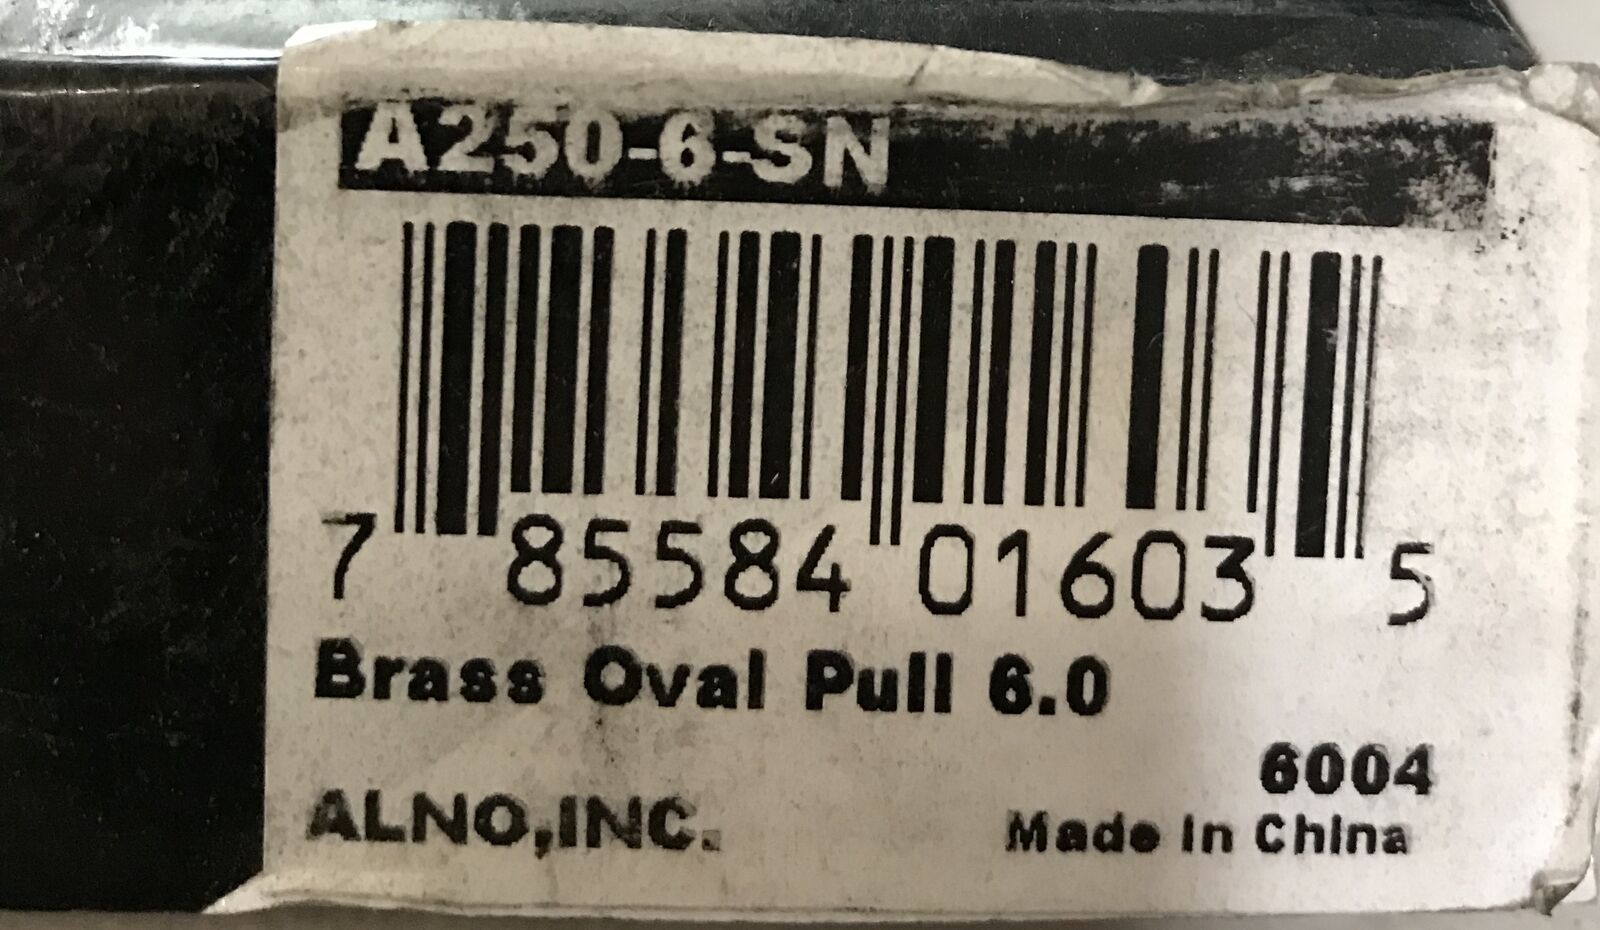 A250-6-SN
7 85584 01603 5
Brass Oval Pull 6.0
6004
ALNO,INC.
Made In China